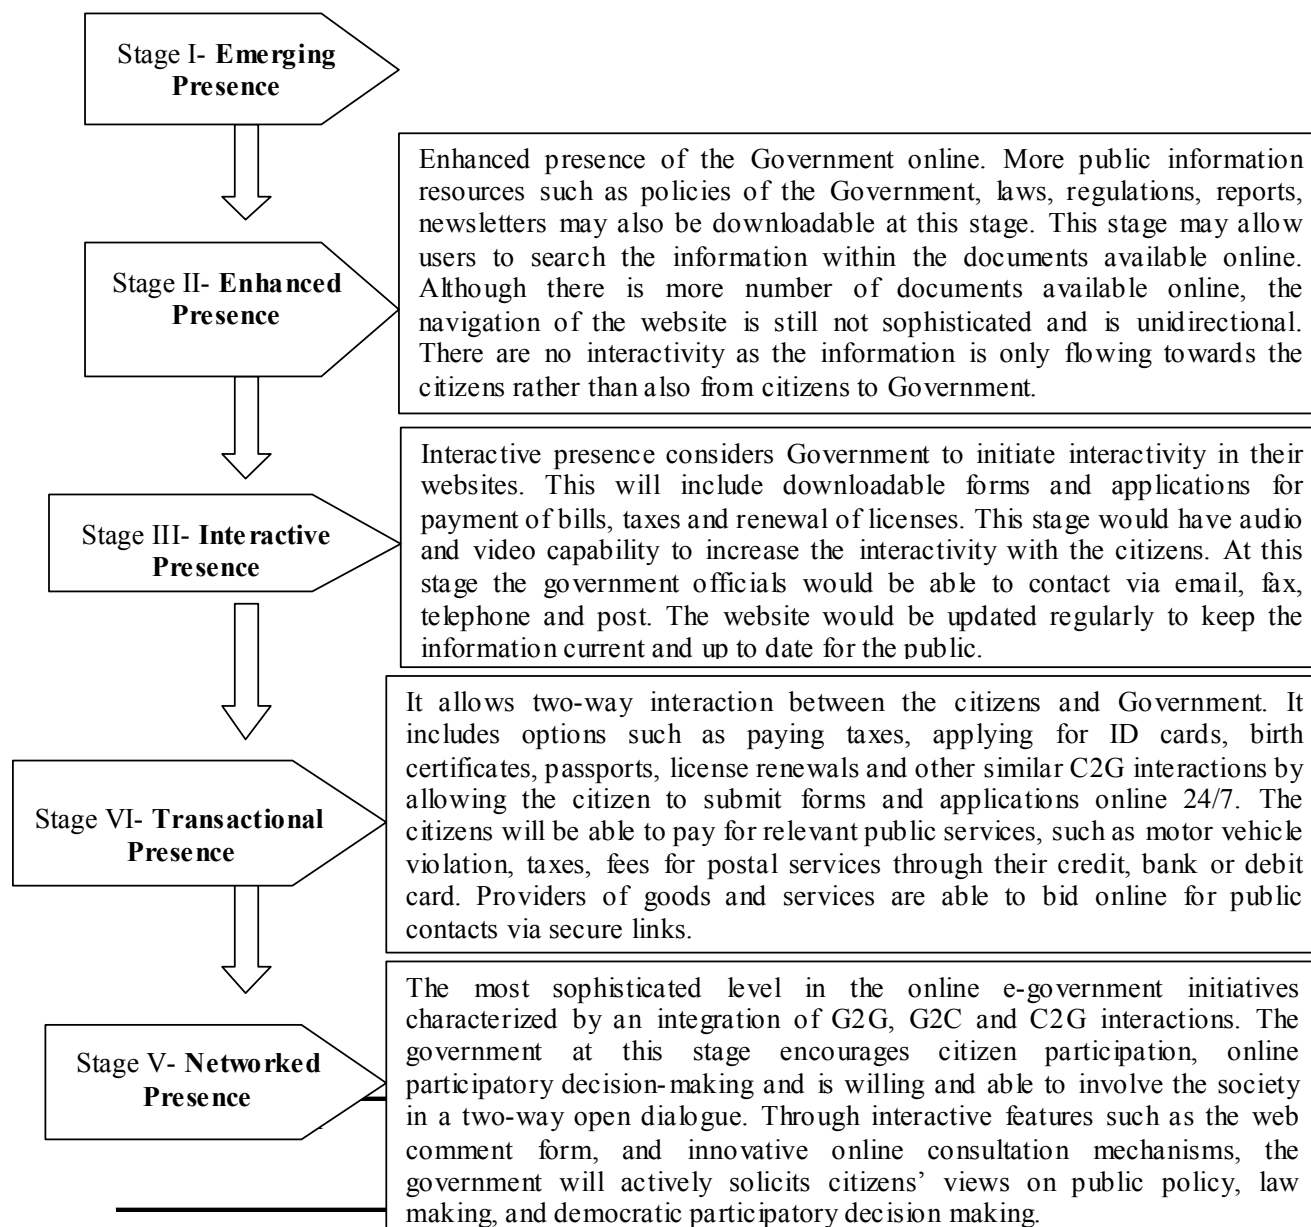 Stage I- Emerging
Presence
Enhanced presence of the Government online. More public information
resources such as policies of the Government, laws, regulations, reports,
newsletters may also be downloadable at this stage. This stage may allow
users to search the information within the documents available online.
Although there is more number of documents available online, the
navigation of the website is still not sophisticated and is unidirectional.
There are no interactivity as the information is only flowing towards the
citizens rather than also from citizens to Government.
Stage II- Enhanced
Presence
Interactive presence considers Government to initiate interactivity in their
websites. This will include downloadable forms and applications for
payment of bills, taxes and renewal of licenses. This stage would have audio
and video capability to increase the interactivity with the citizens. At this
stage the government officials would be able to contact via email, fax,
telephone and post. The website would be updated regularly to keep the
information current and up to date for the public.
Stage III- Interactive
Presence
It allows two-way interaction between the citizens and Government. It
includes options such as paying taxes, applying for ID cards, birth
certificates, passports, license renewals and other similar C2G interactions by
allowing the citizen to submit forms and applications online 24/7. The
citizens will be able to pay for relevant public services, such as motor vehicle
violation, taxes, fees for postal services through their credit, bank or debit
card. Providers of goods and services are able to bid online for public
contacts via secure links.
Stage VI- Transactional
Presence
The most sophisticated level in the online e-government initiatives
characterized by an integration of G2G, G2C and C2G interactions. The
government at this stage encourages citizen participation, online
participatory decision-making and is willing and able to involve the society
in a two-way open dialogue. Through interactive features such as the web
comment form, and innovative online consultation mechanisms, the
government will actively solicits citizens’ views on public policy, law
making, and democratic participatory decision making.
Stage V- Networked
Presence